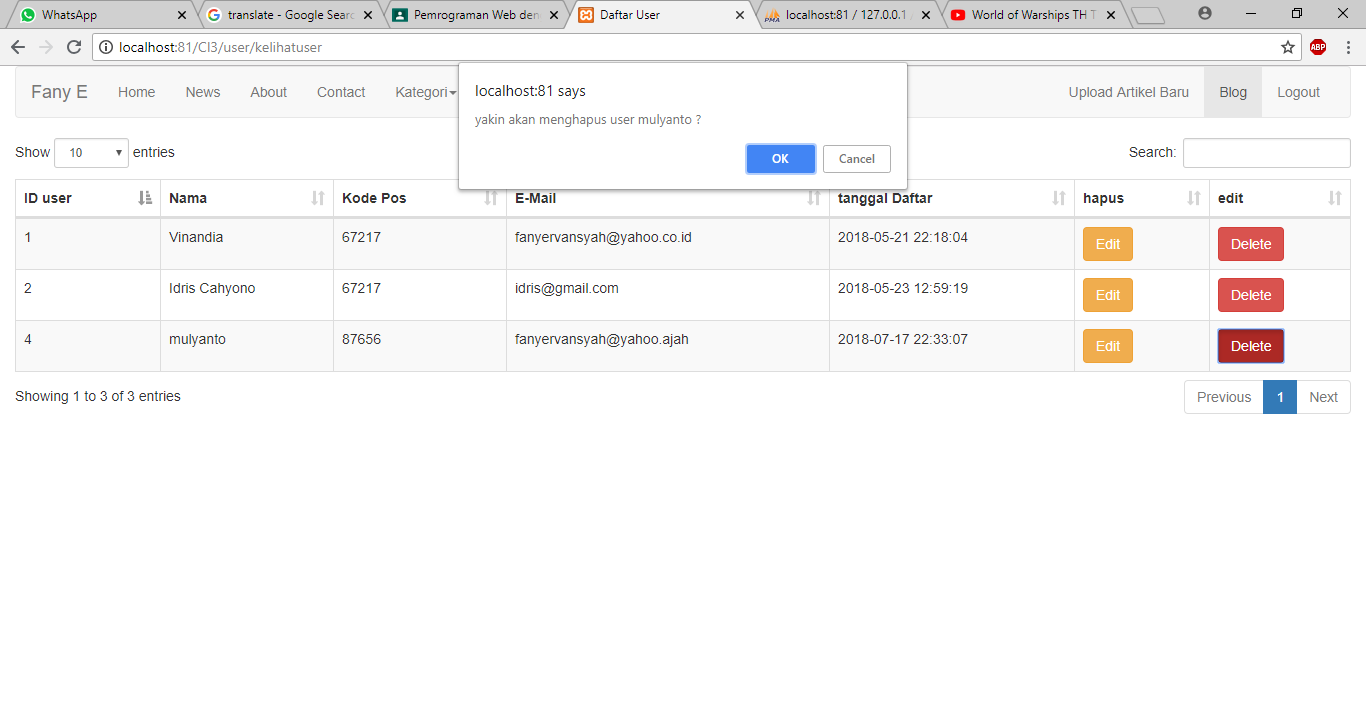 WhatsApp translate - Google Searc Pemrograman Web den Daftar User localhost:81 / 127.0.0.1 World of Warships TH T
localhost:81/CI3/user/kelihatuser ABP
Fany E Home News About Contact Kategori Upload Artikel Baru Blog Logout
localhost:81 says
yakin akan menghapus user mulyanto ?
OK Cancel
Show 10 entries Search:
ID user Nama Kode Pos E-Mail tanggal Daftar hapus edit
1 Vinandia 67217 fanyervansyah@yahoo.co.id 2018-05-21 22:18:04 Edit Delete
2 Idris Cahyono 67217 idris@gmail.com 2018-05-23 12:59:19 Edit Delete
4 mulyanto 87656 fanyervansyah@yahoo.ajah 2018-07-17 22:33:07 Edit Delete
Showing 1 to 3 of 3 entries Previous 1 Next